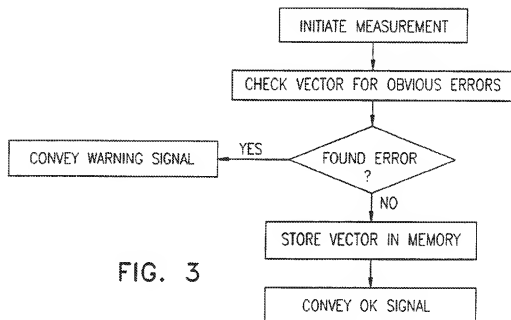 INITIATE MEASUREMENT
CHECK VECTOR FOR OBVIOUS ERRORS
CONVEY WARNING SIGNAL
YES
FOUND ERROR
?
NO
STORE VECTOR IN MEMORY
FIG. 3
CONVEY OK SIGNAL